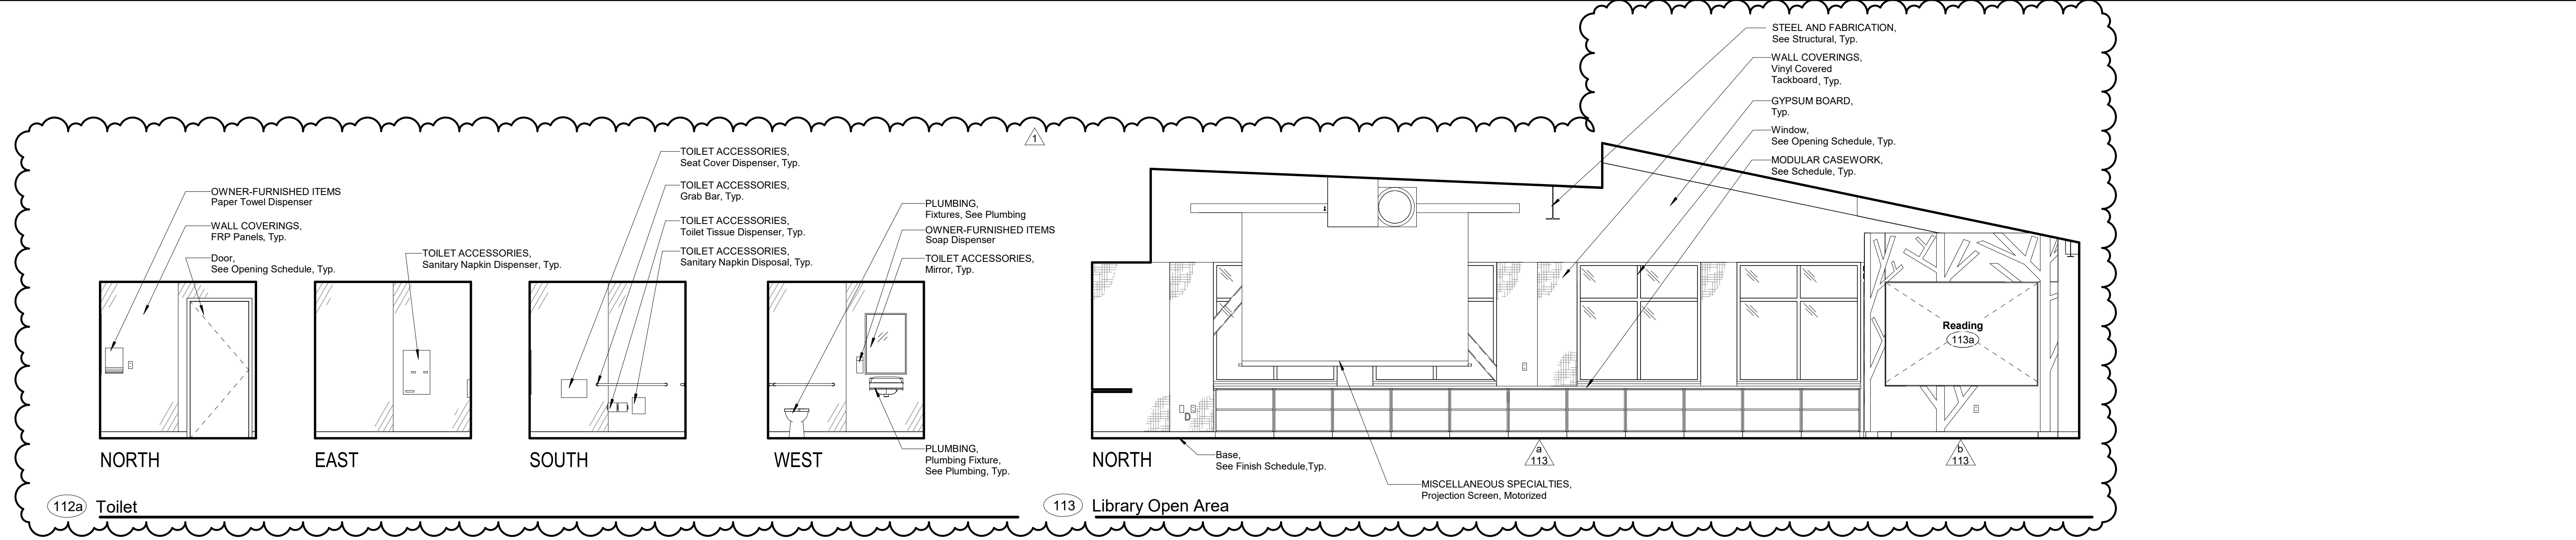 STEEL AND FABRICATION,
See Structural, Typ.
WALL COVERINGS,
Vinyl Covered
Tackboard, Typ.
GYPSUM BOARD,
Typ.
Window,
See Opening Schedule, Typ.
MODULAR CASEWORK,
See Schedule, Typ.
1
TOILET ACCESSORIES,
Seat Cover Dispenser, Typ.
TOILET ACCESSORIES,
Grab Bar, Typ.
TOILET ACCESSORIES,
Toilet Tissue Dispenser, Typ.
TOILET ACCESSORIES,
Sanitary Napkin Disposal, Typ.
OWNER-FURNISHED ITEMS
Paper Towel Dispenser
WALL COVERINGS,
FRP Panels, Typ.
Door,
See Opening Schedule, Typ.
TOILET ACCESSORIES,
Sanitary Napkin Dispenser, Typ.
PLUMBING,
Fixtures, See Plumbing
OWNER-FURNISHED ITEMS
Soap Dispenser
TOILET ACCESSORIES,
Mirror, Typ.
PLUMBING,
Plumbing Fixture,
See Plumbing, Typ.
Reading
113a
D
NORTH
EAST
SOUTH
WEST
NORTH
Base,
See Finish Schedule,Typ.
a
113
b
113
MISCELLANEOUS SPECIALTIES,
Projection Screen, Motorized
112a Toilet
113 Library Open Area